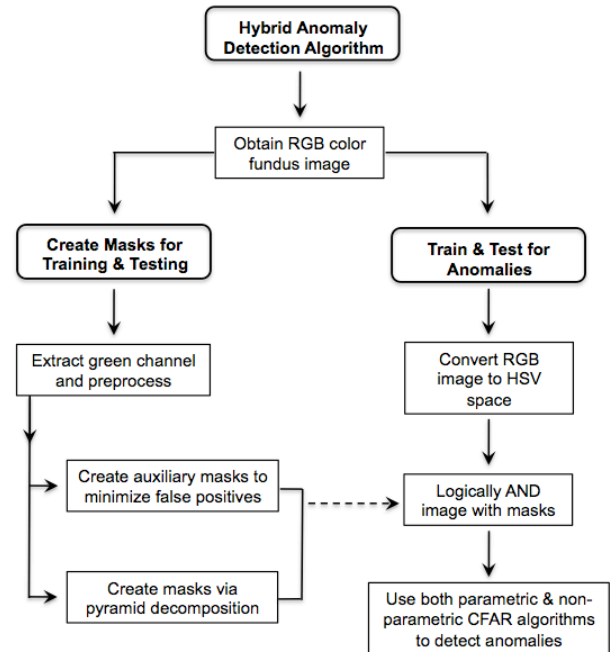 Hybrid Anomaly
Detection Algorithm
Obtain RGB color
fundus image
Create Masks for
Training & Testing
Train & Test for
Anomalies
Extract green channel
and preprocess
Convert RGB
image to HSV
space
Create auxiliary masks to
minimize false positives
Logically AND
image with masks
Create masks via
pyramid decomposition
Use both parametric & non-
parametric CFAR algorithms
to detect anomalies